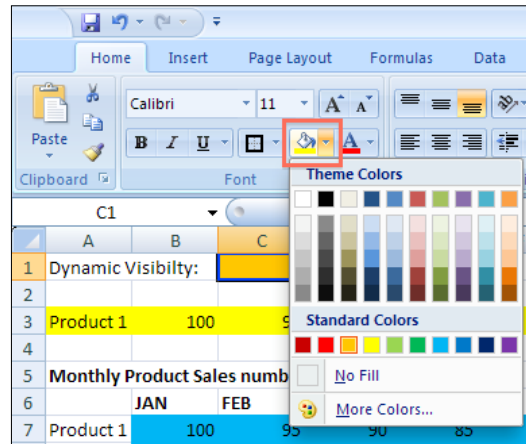 Home Insert Page Layout Formulas Data
Calibri 11 A A
Paste B I U A
Clipboard Font
Theme Colors
C1
A B C
1 Dynamic Visibilty:
2
3 Product 1 100
Standard Colors
4
5 Monthly Product Sales numb
No Fill
6 JAN FEB
More Colors...
7 Product 1 100 95 90 85